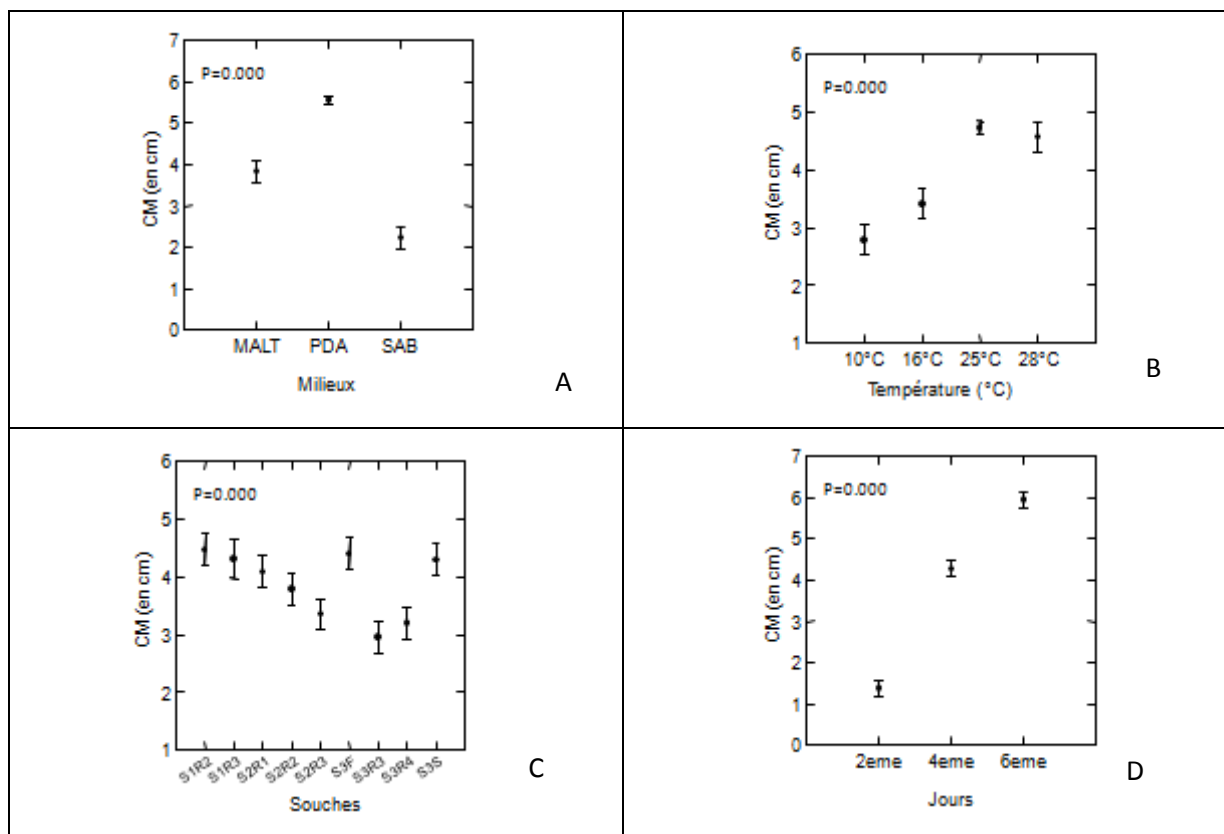 7
6
5
4
3
2
1
0
P=0.000
CM (en cm)
MALT PDA SAB
Milieux
A
6
5
4
3
2
1
P=0.000
CM (en cm)
10°C 16°C 25°C 28°C
Température (°C)
B
6
5
4
3
2
1
P=0.000
CM (en cm)
S1R2 S1R3 S2R1 S2R2 S2R3 S3F S3R3 S3R4 S3S
Souches
C
7
6
5
4
3
2
1
0
P=0.000
CM (en cm)
2eme 4eme 6eme
Jours
D